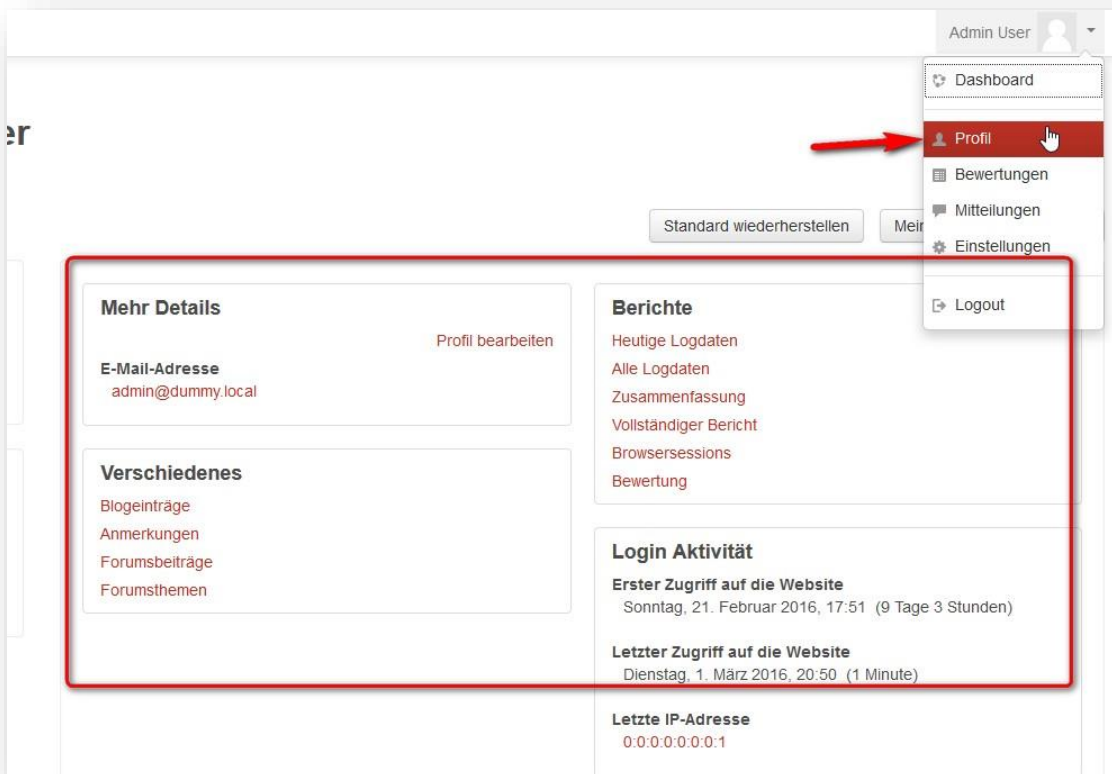 Admin User
Dashboard
er
Profil
Bewertungen
Mitteilungen
Einstellungen
Logout
Standard wiederherstellen
Mehr Details
Profil bearbeiten
E-Mail-Adresse
admin@dummy.local
Verschiedenes
Blogeinträge
Anmerkungen
Forumsbeiträge
Forumsthemen
Berichte
Heutige Logdaten
Alle Logdaten
Zusammenfassung
Vollständiger Bericht
Browsersessions
Bewertung
Login Aktivität
Erster Zugriff auf die Website
Sonntag, 21. Februar 2016, 17:51 (9 Tage 3 Stunden)
Letzter Zugriff auf die Website
Dienstag, 1. März 2016, 20:50 (1 Minute)
Letzte IP-Adresse
0:0:0:0:0:0:0:1